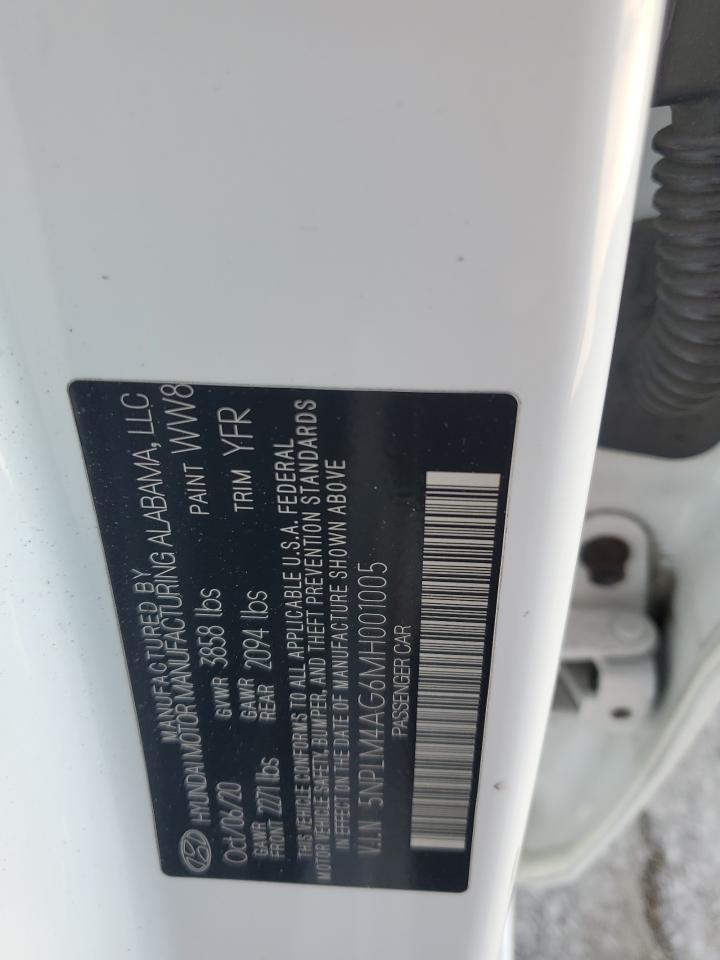 MANUFACTURED BY
HYUNDAI MOTOR MANUFACTURING ALABAMA, LLC
Oct/06/20 GVWR 3858 lbs PAINT WW8
GAWR FRONT 2271 lbs GAWR REAR 2094 lbs TRIM YFR
THIS VEHICLE CONFORMS TO ALL APPLICABLE U.S.A. FEDERAL
MOTOR VEHICLE SAFETY, BUMPER, AND THEFT PREVENTION STANDARDS
IN EFFECT ON THE DATE OF MANUFACTURE SHOWN ABOVE
V.I.N 5NPLM4AG6MH001005
PASSENGER CAR